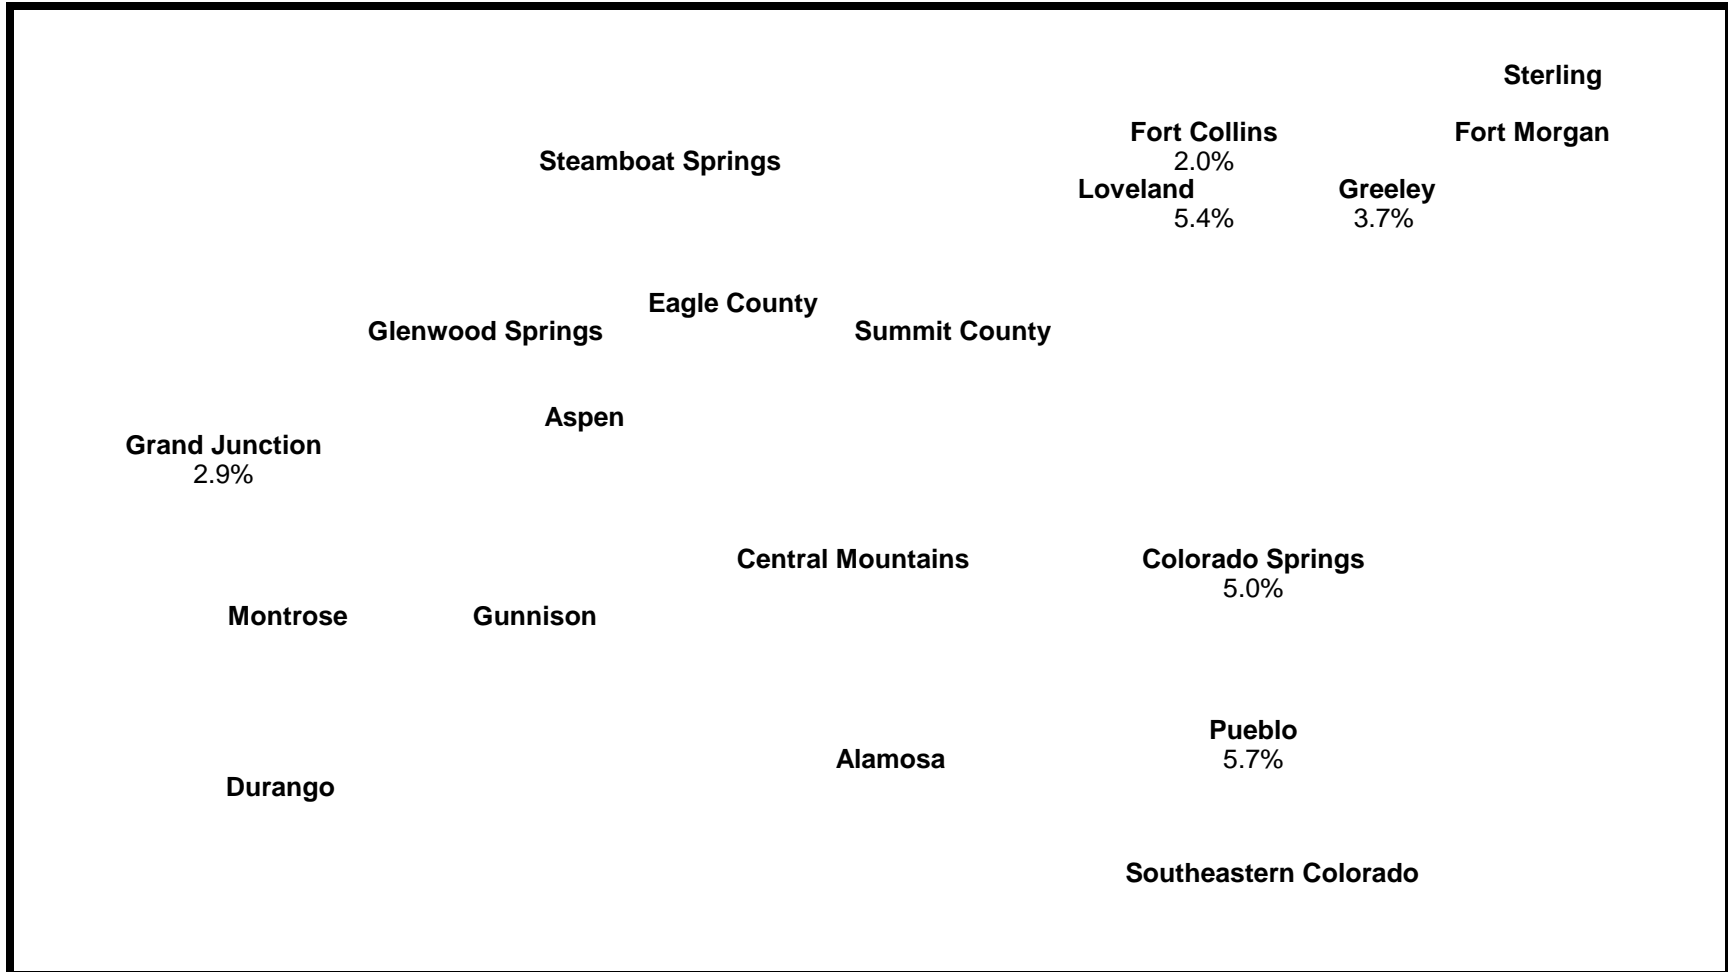 Sterling
Fort Collins Fort Morgan
Steamboat Springs 2.0%
Loveland Greeley
5.4% 3.7%
Eagle County
Glenwood Springs Summit County
Aspen
Grand Junction
2.9%
Central Mountains Colorado Springs
5.0%
Montrose Gunnison
Pueblo
Alamosa 5.7%
Durango
Southeastern Colorado